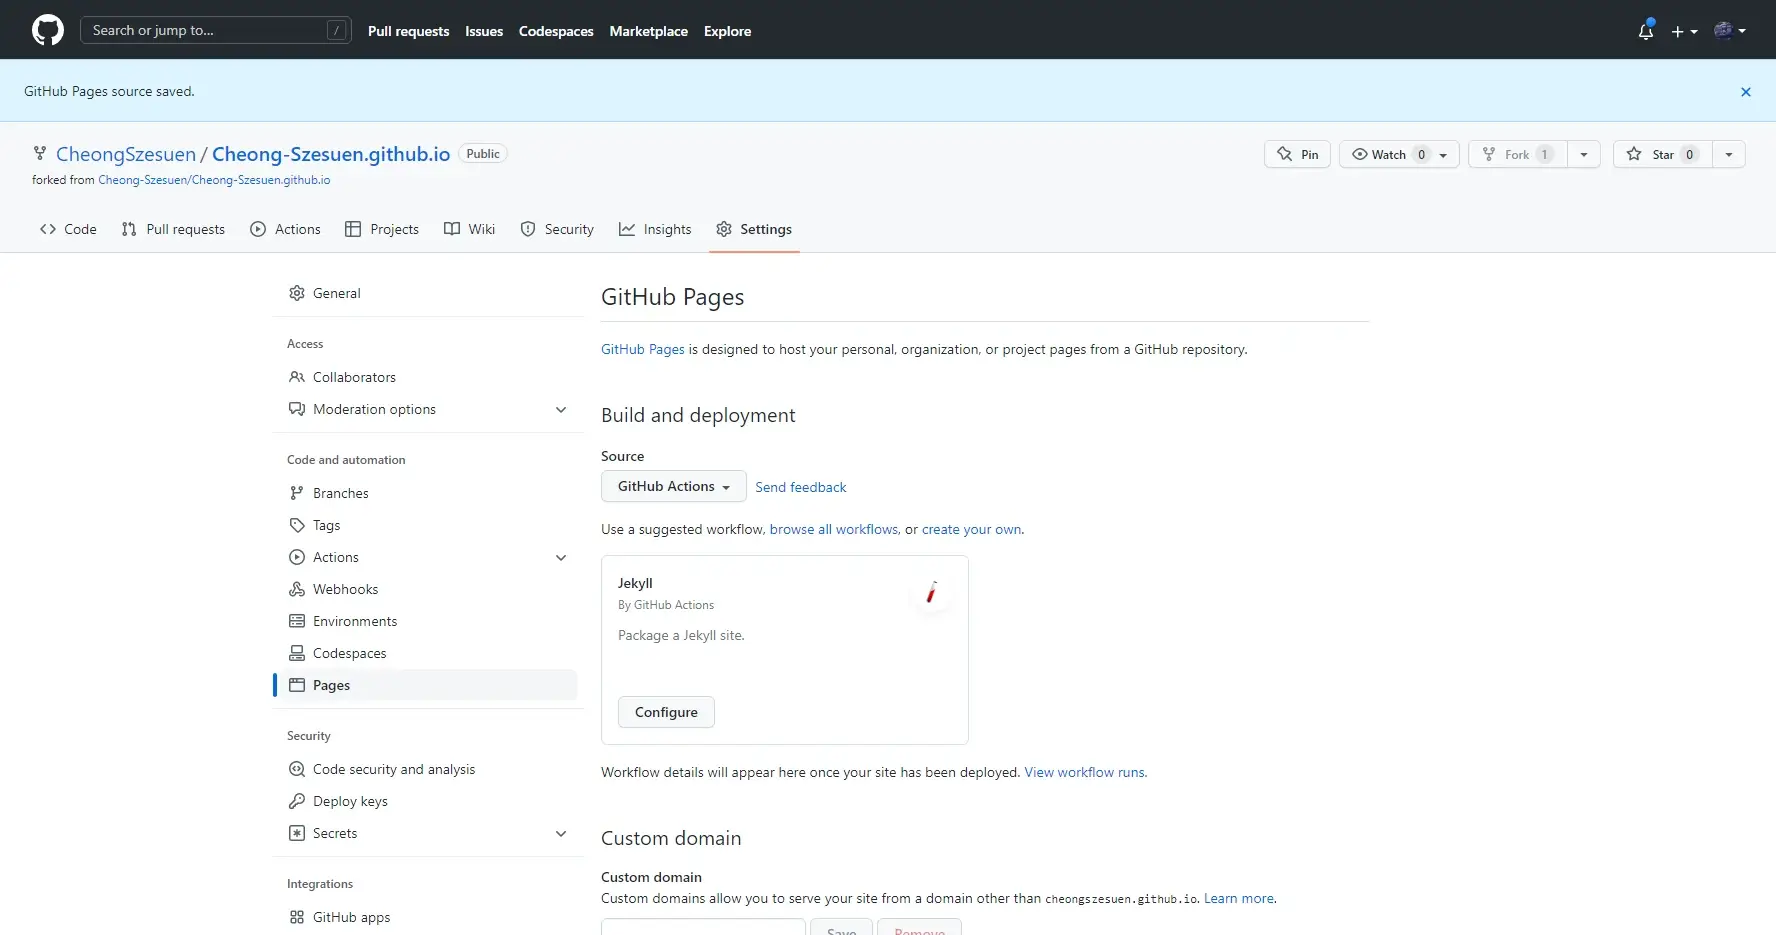 Search or jump to... /
Pull requests Issues Codespaces Marketplace Explore
GitHub Pages source saved.
CheongSzesuen / Cheong-Szesuen.github.io Public
Pin Watch 0 Fork 1 Star 0
forked from Cheong-Szesuen/Cheong-Szesuen.github.io
Code Pull requests Actions Projects Wiki Security Insights Settings
General
Access
Collaborators
Moderation options
Code and automation
Branches
Tags
Actions
Webhooks
Environments
Codespaces
Pages
Security
Code security and analysis
Deploy keys
Secrets
Integrations
GitHub apps
GitHub Pages
GitHub Pages is designed to host your personal, organization, or project pages from a GitHub repository.
Build and deployment
Source
GitHub Actions Send feedback
Use a suggested workflow, browse all workflows, or create your own.
Jekyll
By GitHub Actions
Package a Jekyll site.
Configure
Workflow details will appear here once your site has been deployed. View workflow runs.
Custom domain
Custom domain
Custom domains allow you to serve your site from a domain other than cheongszesuen.github.io. Learn more.
Save Remove